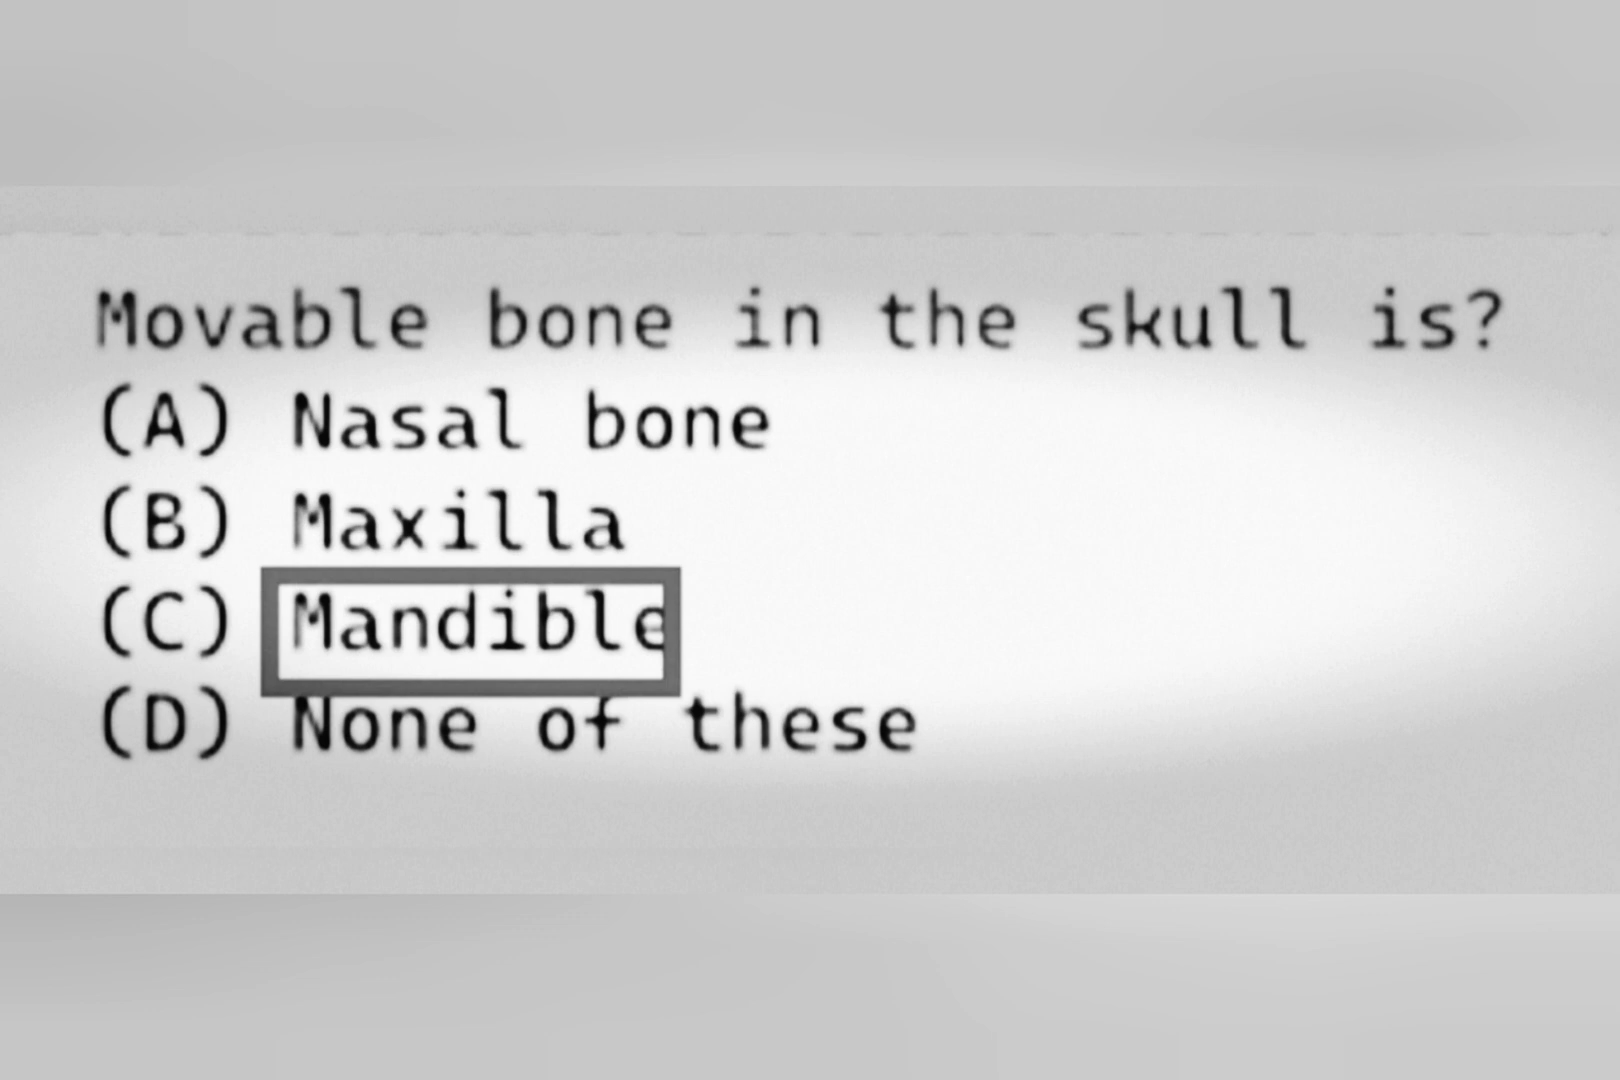 Movable bone in the skull is?
(A) Nasal bone
(B) Maxilla
(C) Mandible
(D) None of these